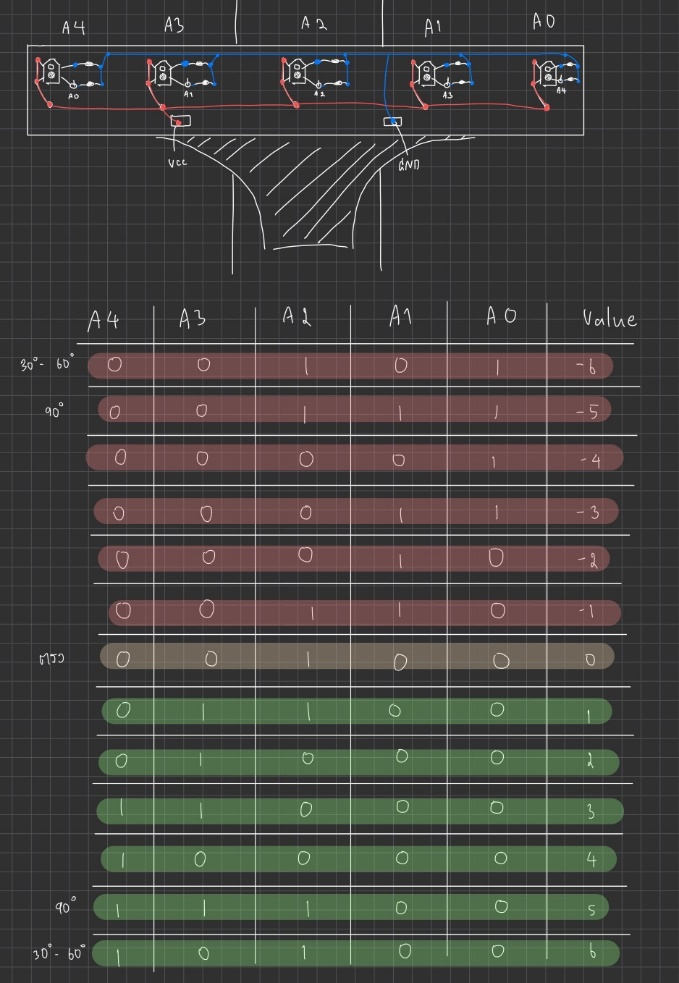 A4 A3 A2 A1 A0
A0 A1 A2 A3 A4
VCC GND
A4 A3 A2 A1 A0 Value
30°- 60° 0 0 1 0 1 -6
90° 0 0 1 1 1 -5
0 0 0 0 1 -4
0 0 0 1 1 -3
0 0 0 1 0 -2
0 0 1 1 0 -1
MID 0 0 1 0 0 0
0 1 1 0 0 1
0 1 0 0 0 2
1 1 0 0 0 3
1 0 0 0 0 4
90° 1 1 1 0 0 5
30°- 60° 1 0 1 0 0 6